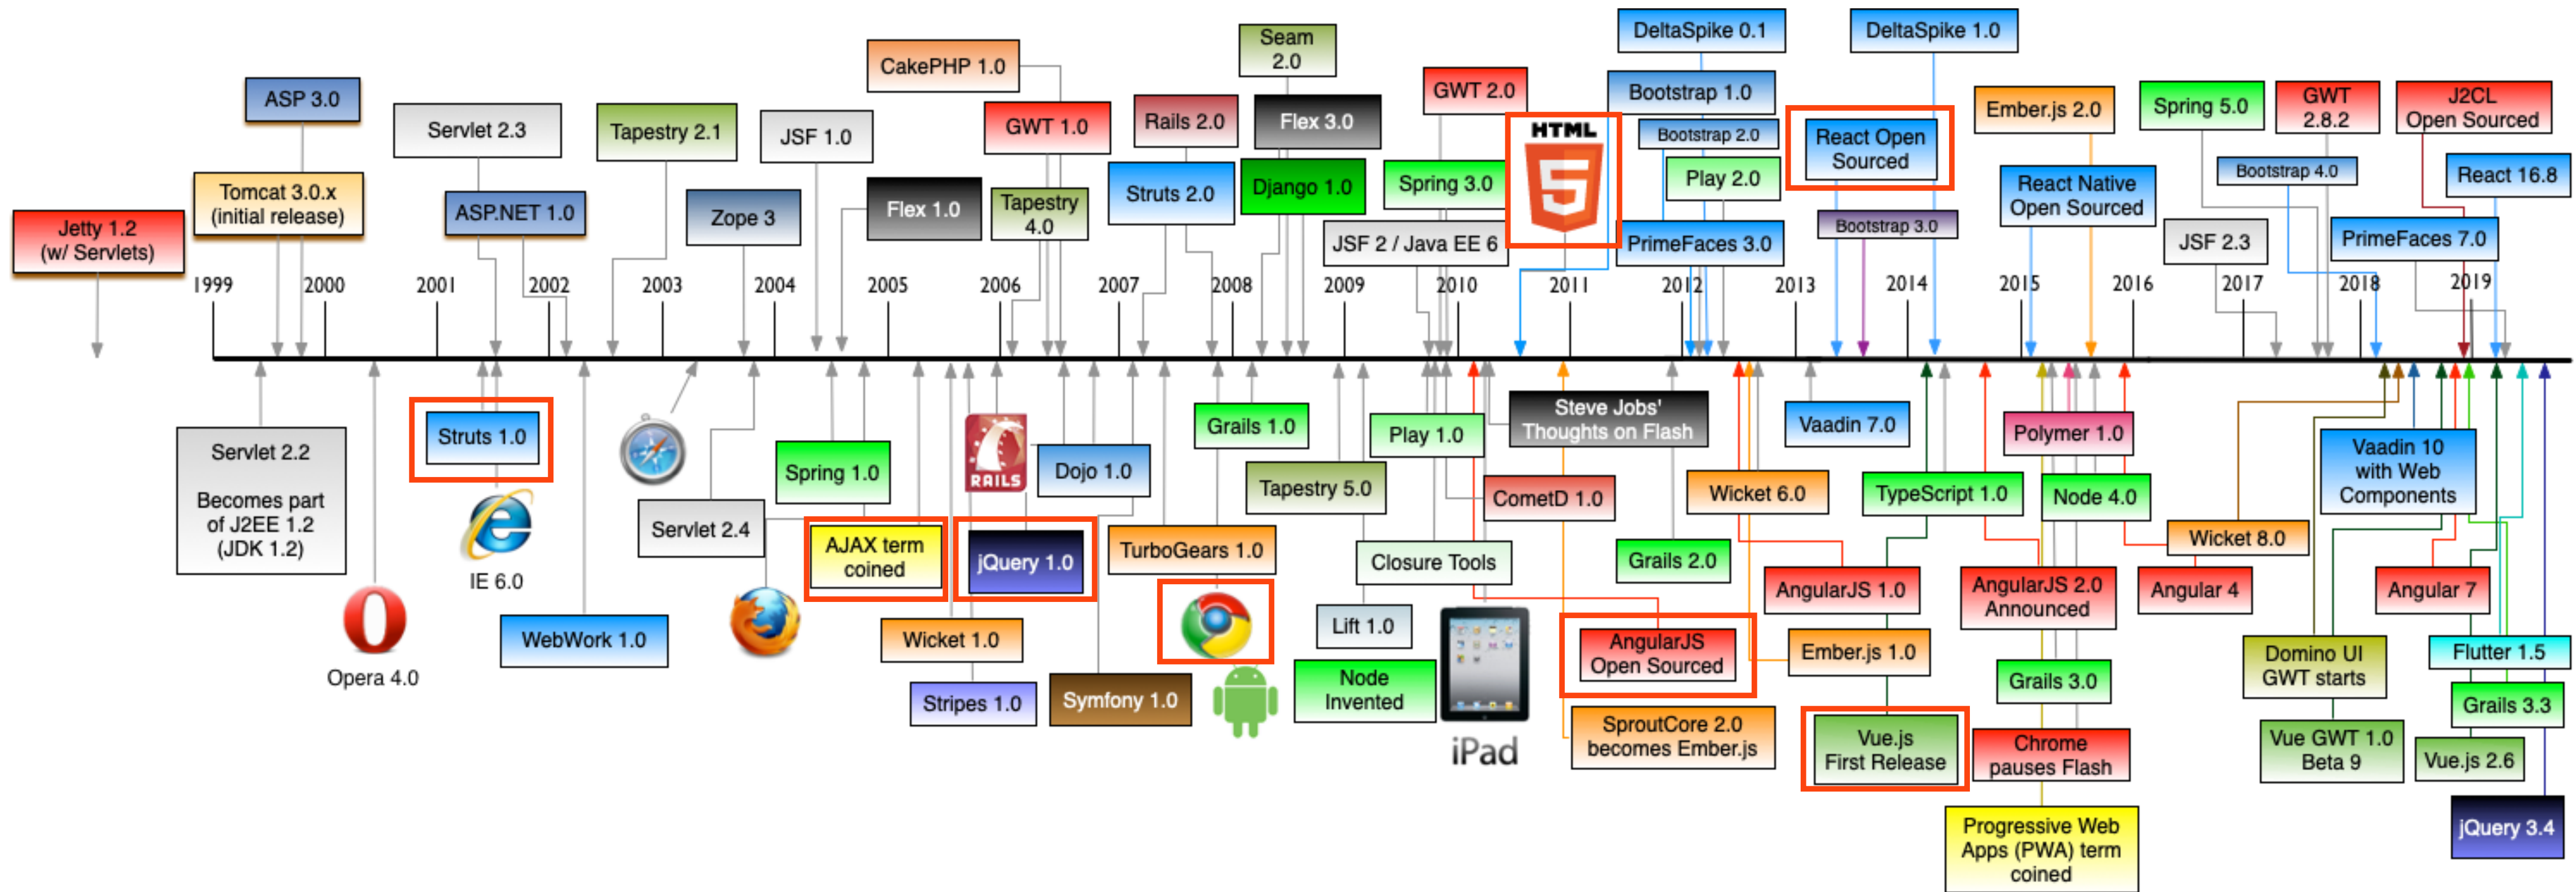 ASP 3.0
Tomcat 3.0.x
(initial release)
Jetty 1.2
(w/ Servlets)
Servlet 2.3
ASP.NET 1.0
Tapestry 2.1
Zope 3
JSF 1.0
Flex 1.0
CakePHP 1.0
GWT 1.0
Tapestry
4.0
Rails 2.0
Struts 2.0
Seam
2.0
Flex 3.0
Django 1.0
GWT 2.0
Spring 3.0
JSF 2 / Java EE 6
HTML
5
DeltaSpike 0.1
Bootstrap 1.0
Bootstrap 2.0
Play 2.0
PrimeFaces 3.0
DeltaSpike 1.0
React Open
Sourced
Bootstrap 3.0
Ember.js 2.0
React Native
Open Sourced
Spring 5.0
GWT
2.8.2
J2CL
Open Sourced
Bootstrap 4.0
React 16.8
JSF 2.3
PrimeFaces 7.0
1999
2000
2001
2002
2003
2004
2005
2006
2007
2008
2009
2010
2011
2012
2013
2014
2015
2016
2017
2018
2019
Servlet 2.2
Becomes part
of J2EE 1.2
(JDK 1.2)
Opera 4.0
Struts 1.0
IE 6.0
WebWork 1.0
Servlet 2.4
Spring 1.0
AJAX term
coined
RAILS
jQuery 1.0
Wicket 1.0
Stripes 1.0
Dojo 1.0
Symfony 1.0
Grails 1.0
TurboGears 1.0
Tapestry 5.0
Lift 1.0
Node
Invented
Play 1.0
Closure Tools
iPad
Steve Jobs'
Thoughts on Flash
CometD 1.0
Grails 2.0
AngularJS
Open Sourced
SproutCore 2.0
becomes Ember.js
Vaadin 7.0
Wicket 6.0
AngularJS 1.0
Ember.js 1.0
Vue.js
First Release
TypeScript 1.0
Polymer 1.0
Node 4.0
AngularJS 2.0
Announced
Grails 3.0
Chrome
pauses Flash
Progressive Web
Apps (PWA) term
coined
Wicket 8.0
Angular 4
Vaadin 10
with Web
Components
Angular 7
Domino UI
GWT starts
Flutter 1.5
Grails 3.3
Vue GWT 1.0
Beta 9
Vue.js 2.6
jQuery 3.4